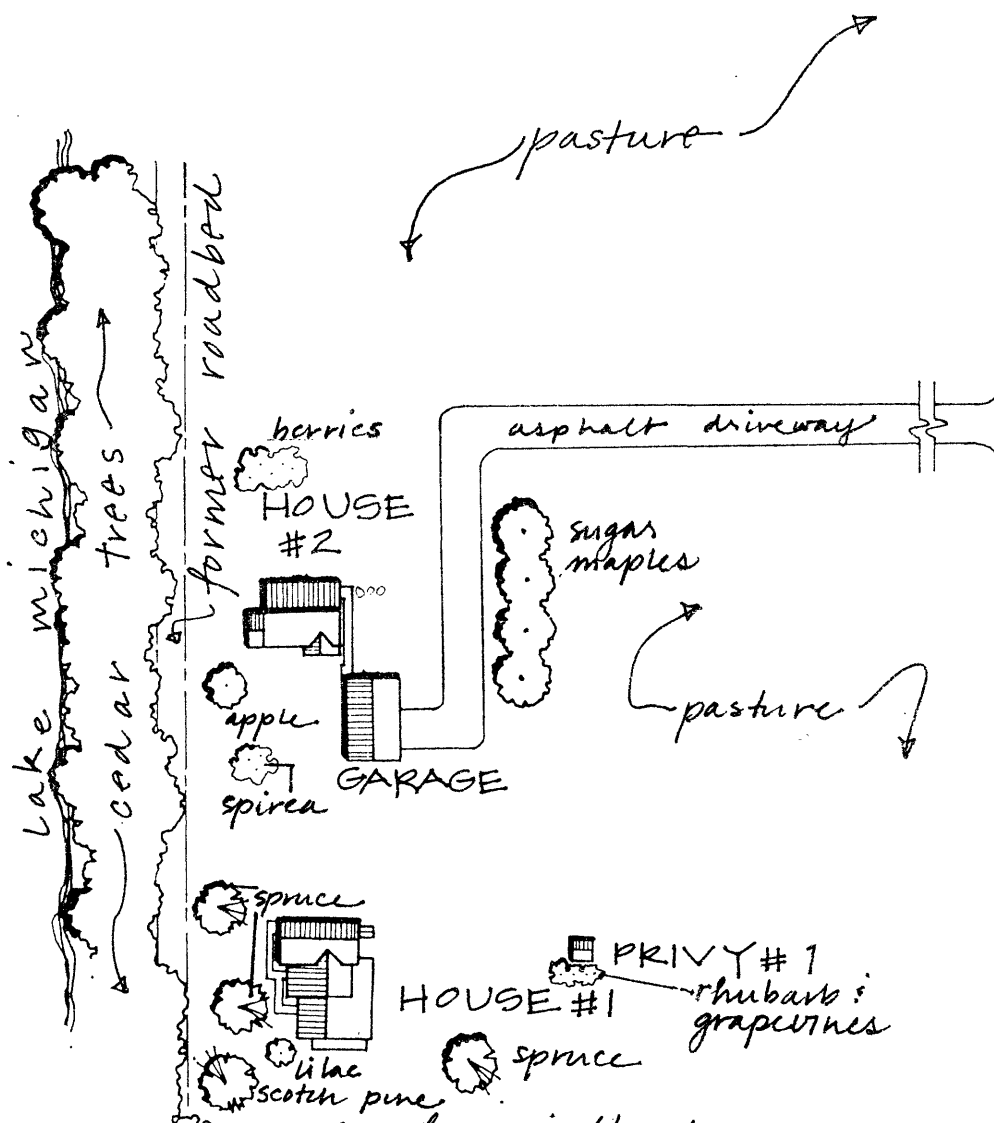 pasture
lake michigan
cedar trees
former roadbed
berries
asphalt driveway
HOUSE
#2
sugar
maples
apple
pasture
spirea
GARAGE
spruce
PRIVY #1
HOUSE #1
rhubarb &
grapevines
lilac
spruce
scotch pine